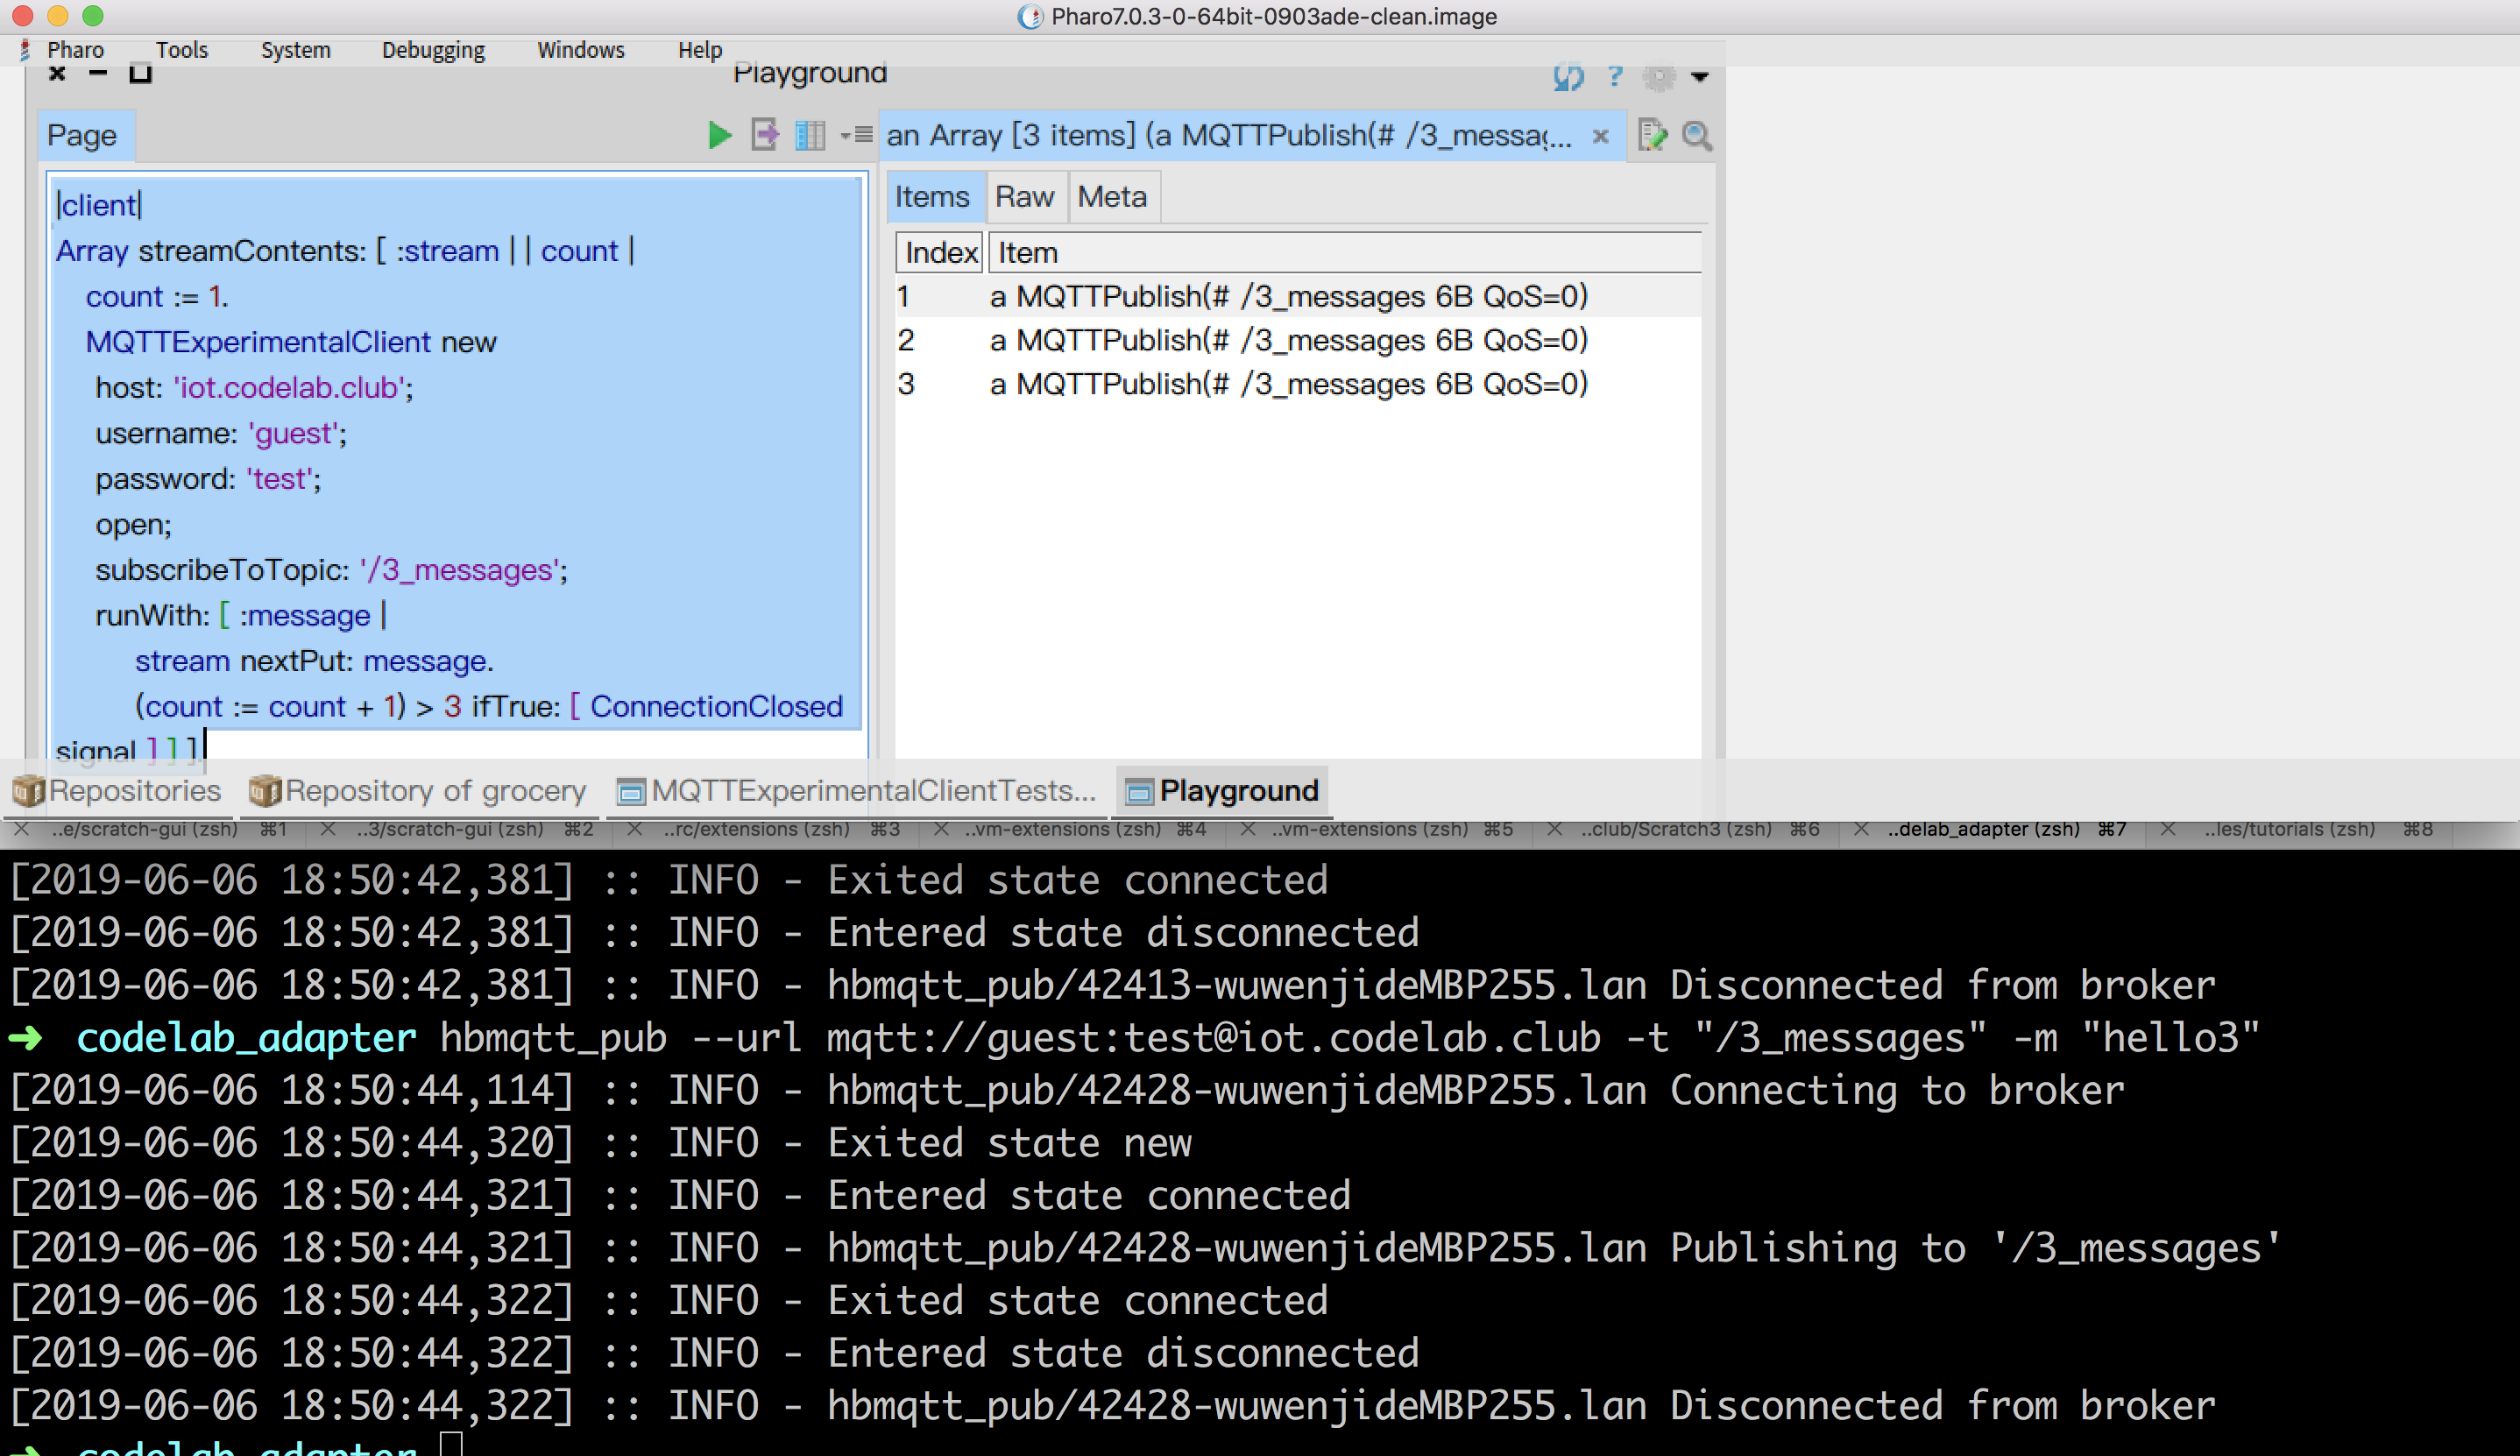 Pharo7.0.3-0-64bit-0903ade-clean.image
Pharo Tools System Debugging Windows Help
Playground
Page
an Array [3 items] (a MQTTPublish(# /3_messag...
|client|
Array streamContents: [ :stream | | count |
count := 1.
MQTTExperimentalClient new
host: 'iot.codelab.club';
username: 'guest';
password: 'test';
open;
subscribeToTopic: '/3_messages';
runWith: [ :message |
stream nextPut: message.
(count := count + 1) > 3 ifTrue: [ ConnectionClosed
signal ] ] ].
Items Raw Meta
Index Item
1 a MQTTPublish(# /3_messages 6B QoS=0)
2 a MQTTPublish(# /3_messages 6B QoS=0)
3 a MQTTPublish(# /3_messages 6B QoS=0)
Repositories Repository of grocery MQTTExperimentalClientTests... Playground
..e/scratch-gui (zsh) ⌘1 ..3/scratch-gui (zsh) ⌘2 ..rc/extensions (zsh) ⌘3 ..vm-extensions (zsh) ⌘4 ..vm-extensions (zsh) ⌘5 ..club/Scratch3 (zsh) ⌘6 ..delab_adapter (zsh) ⌘7 ..les/tutorials (zsh) ⌘8
[2019-06-06 18:50:42,381] :: INFO - Exited state connected
[2019-06-06 18:50:42,381] :: INFO - Entered state disconnected
[2019-06-06 18:50:42,381] :: INFO - hbmqtt_pub/42413-wuwenjideMBP255.lan Disconnected from broker
➜ codelab_adapter hbmqtt_pub --url mqtt://guest:test@iot.codelab.club -t "/3_messages" -m "hello3"
[2019-06-06 18:50:44,114] :: INFO - hbmqtt_pub/42428-wuwenjideMBP255.lan Connecting to broker
[2019-06-06 18:50:44,320] :: INFO - Exited state new
[2019-06-06 18:50:44,321] :: INFO - Entered state connected
[2019-06-06 18:50:44,321] :: INFO - hbmqtt_pub/42428-wuwenjideMBP255.lan Publishing to '/3_messages'
[2019-06-06 18:50:44,322] :: INFO - Exited state connected
[2019-06-06 18:50:44,322] :: INFO - Entered state disconnected
[2019-06-06 18:50:44,322] :: INFO - hbmqtt_pub/42428-wuwenjideMBP255.lan Disconnected from broker
➜ codelab_adapter